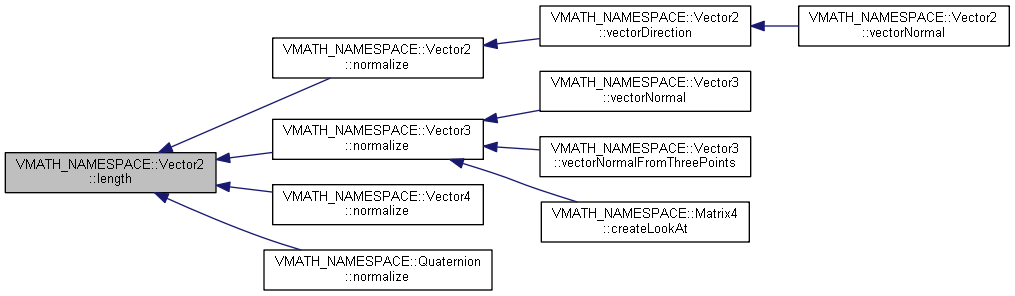 VMATH_NAMESPACE::Vector2
::length
VMATH_NAMESPACE::Vector2
::normalize
VMATH_NAMESPACE::Vector2
::vectorDirection
VMATH_NAMESPACE::Vector2
::vectorNormal
VMATH_NAMESPACE::Vector3
::normalize
VMATH_NAMESPACE::Vector3
::vectorNormal
VMATH_NAMESPACE::Vector3
::vectorNormalFromThreePoints
VMATH_NAMESPACE::Matrix4
::createLookAt
VMATH_NAMESPACE::Vector4
::normalize
VMATH_NAMESPACE::Quaternion
::normalize